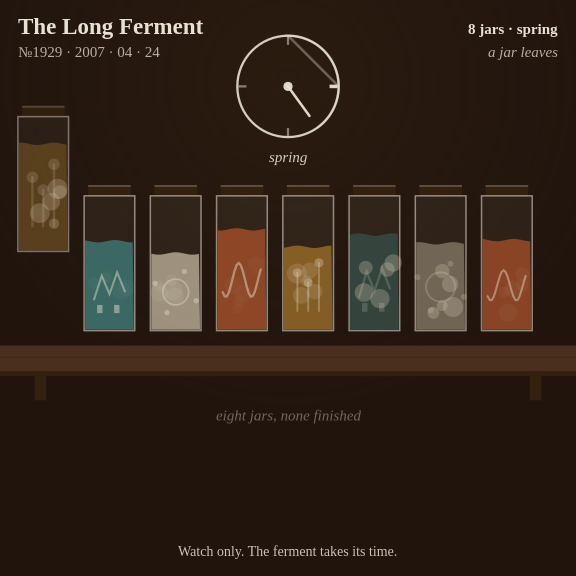 The Long Ferment
№1929 · 2007 · 04 · 24
8 jars · spring
a jar leaves
spring
eight jars, none finished
Watch only. The ferment takes its time.